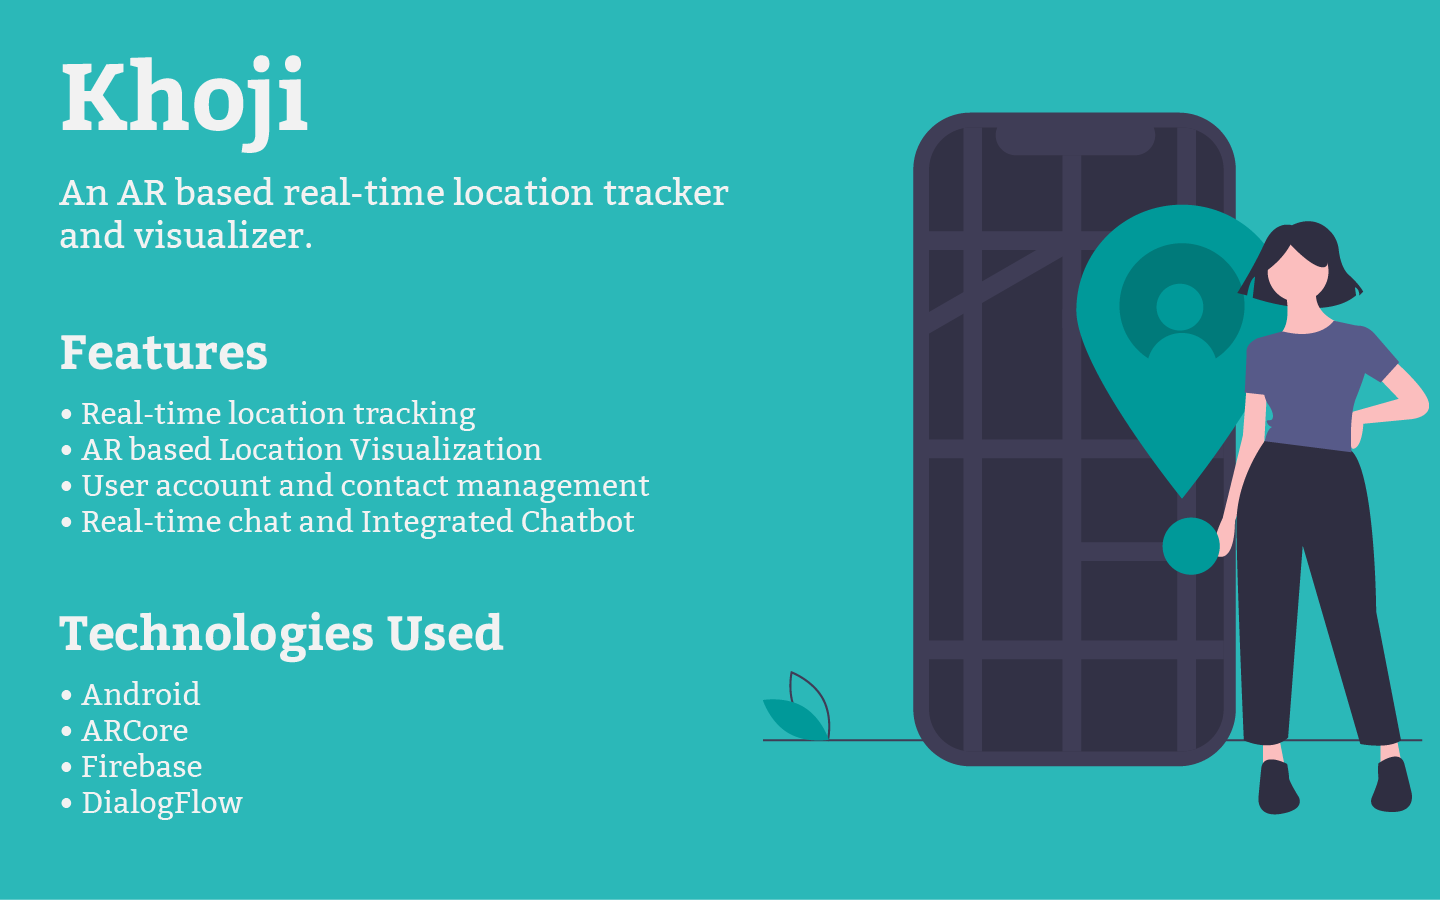 Khoji
An AR based real-time location tracker
and visualizer.
Features
• Real-time location tracking
• AR based Location Visualization
• User account and contact management
• Real-time chat and Integrated Chatbot
Technologies Used
• Android
• ARCore
• Firebase
• DialogFlow